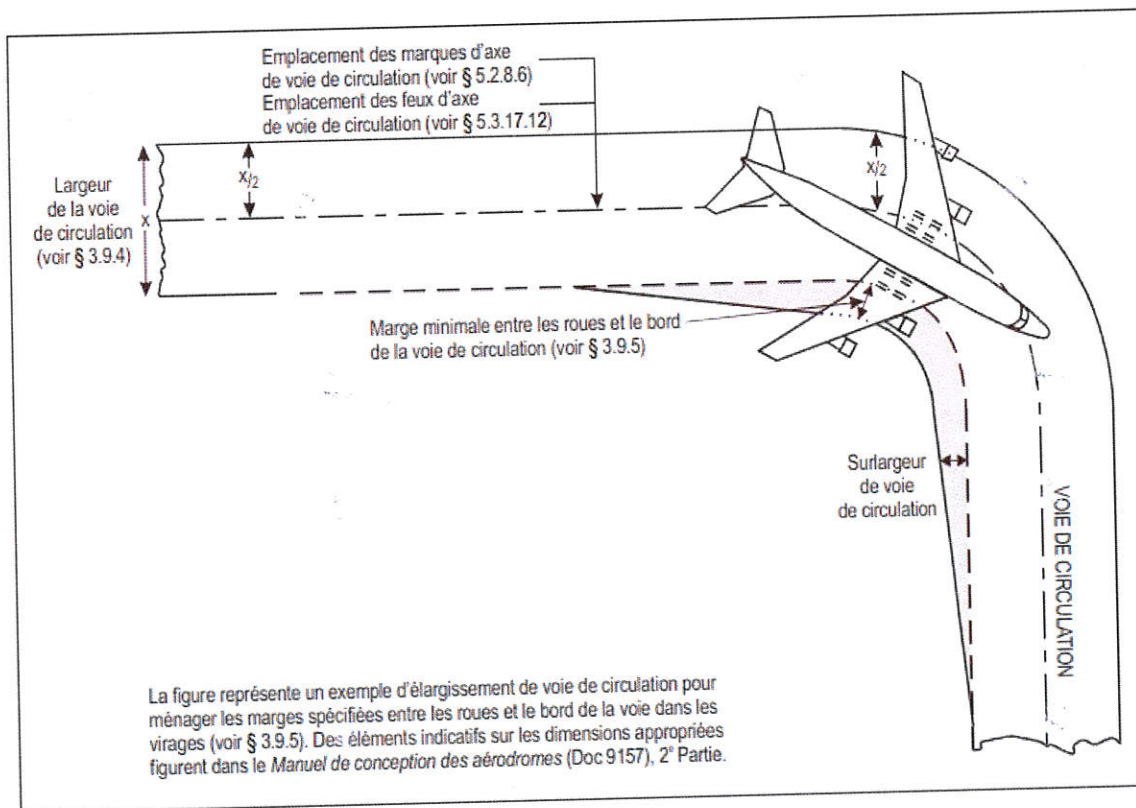 Emplacement des marques d'axe
de voie de circulation (voir § 5.2.8.6)
Emplacement des feux d'axe
de voie de circulation (voir § 5.3.17.12)
Largeur
de la voie
de circulation
(voir § 3.9.4)
x
x/2
x/2
Marge minimale entre les roues et le bord
de la voie de circulation (voir § 3.9.5)
Surlargeur
de voie
de circulation
VOIE DE CIRCULATION
La figure représente un exemple d'élargissement de voie de circulation pour
ménager les marges spécifiées entre les roues et le bord de la voie dans les
virages (voir § 3.9.5). Des éléments indicatifs sur les dimensions appropriées
figurent dans le Manuel de conception des aérodromes (Doc 9157), 2e Partie.